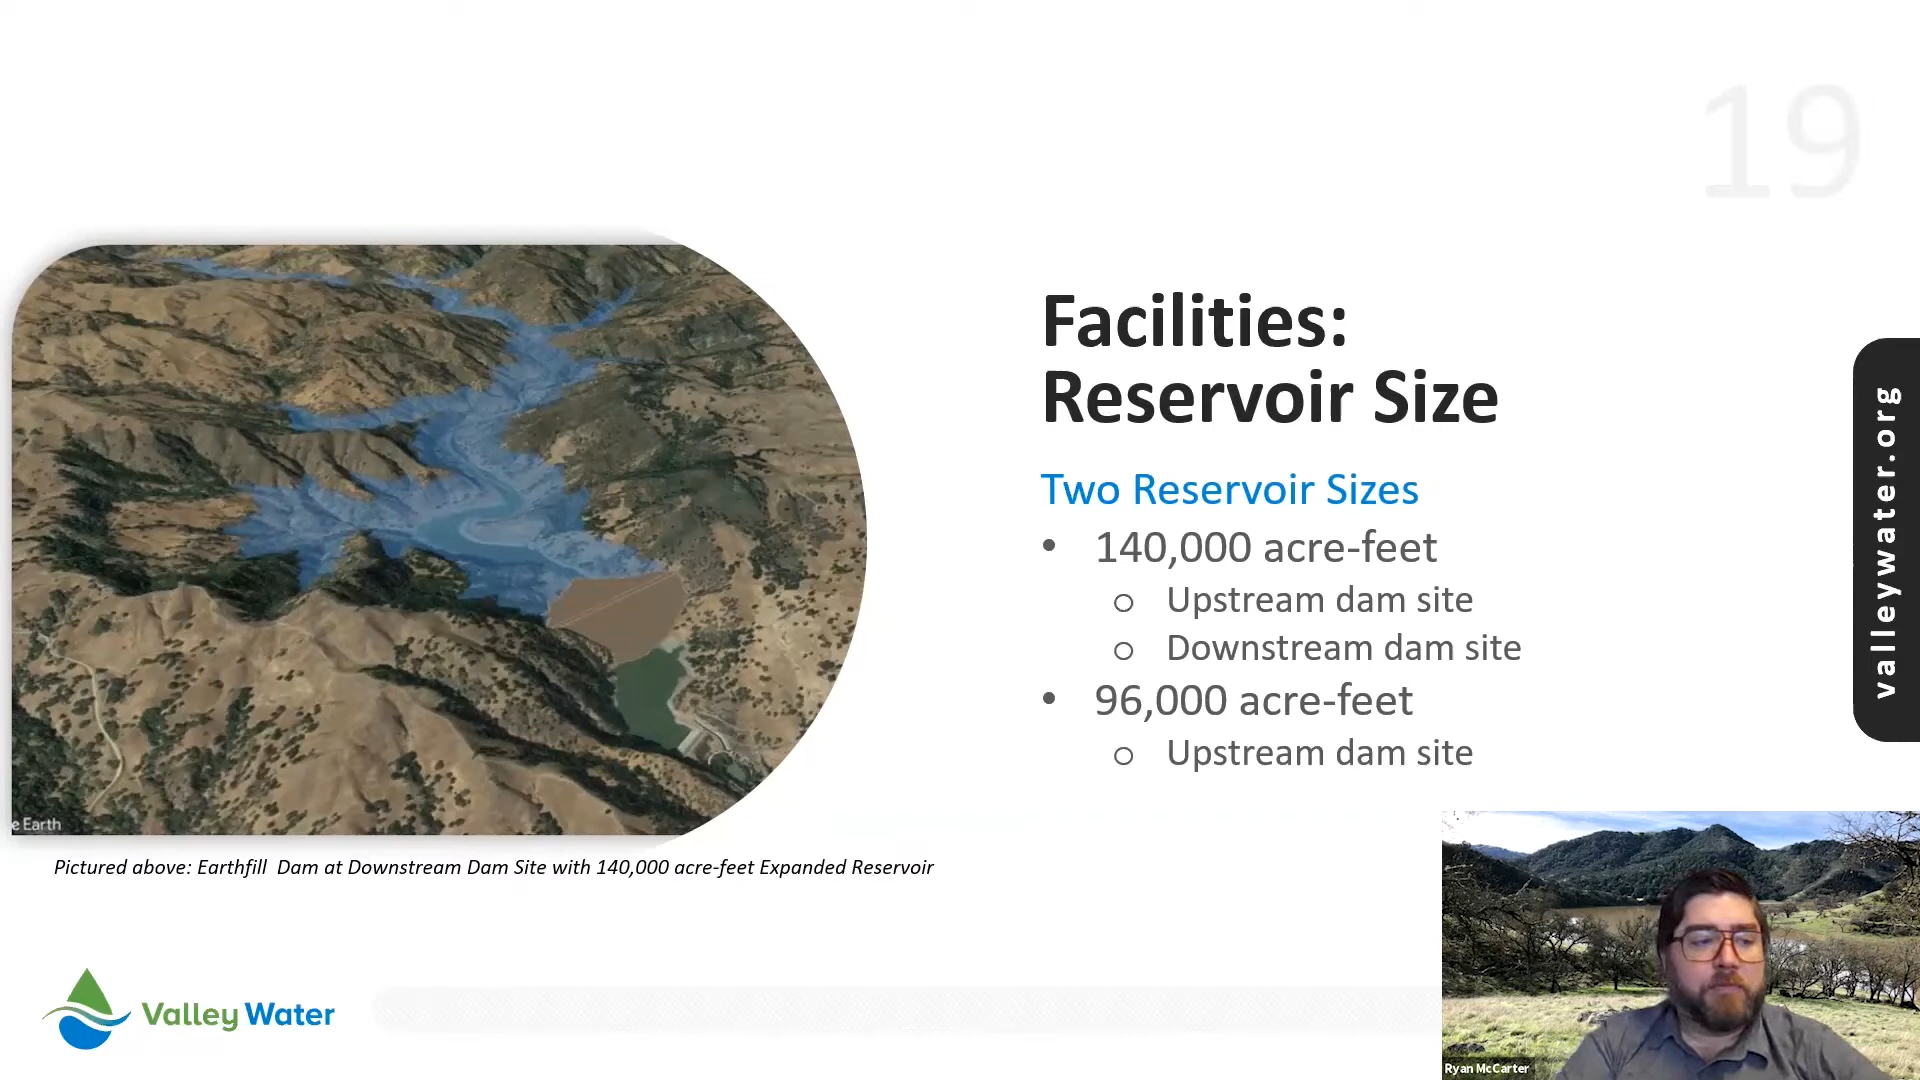 19
Facilities:
Reservoir Size
Two Reservoir Sizes
• 140,000 acre-feet
o Upstream dam site
o Downstream dam site
• 96,000 acre-feet
o Upstream dam site
valleywater.org
e Earth
Pictured above: Earthfill Dam at Downstream Dam Site with 140,000 acre-feet Expanded Reservoir
Valley Water
Ryan McCarter